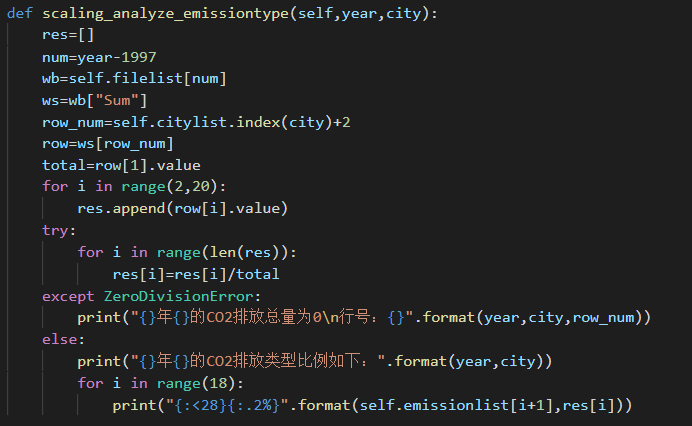 def scaling_analyze_emissiontype(self,year,city):
    res=[]
    num=year-1997
    wb=self.filelist[num]
    ws=wb["Sum"]
    row_num=self.citylist.index(city)+2
    row=ws[row_num]
    total=row[1].value
    for i in range(2,20):
        res.append(row[i].value)
    try:
        for i in range(len(res)):
            res[i]=res[i]/total
    except ZeroDivisionError:
        print("{}年{}的CO2排放总量为0\n行号：{}".format(year,city,row_num))
    else:
        print("{}年{}的CO2排放类型比例如下：".format(year,city))
        for i in range(18):
            print("{:<28}{:.2%}".format(self.emissionlist[i+1],res[i]))